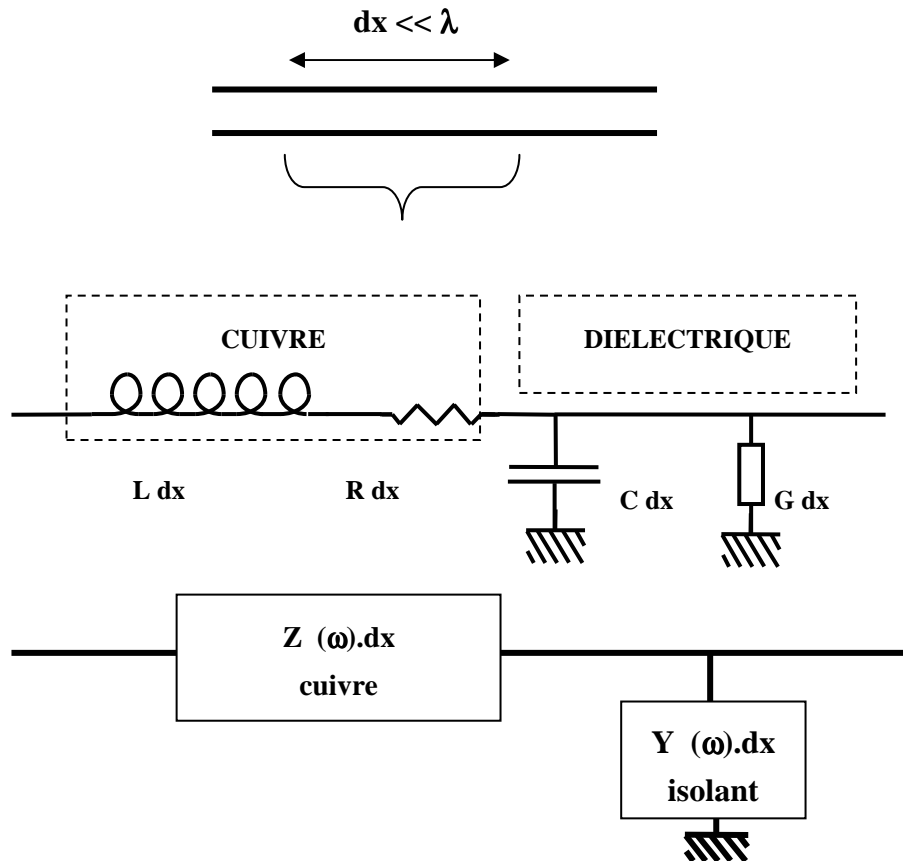 dx << λ
CUIVRE
DIELECTRIQUE
L dx
R dx
C dx
G dx
Z (ω).dx
cuivre
Y (ω).dx
isolant